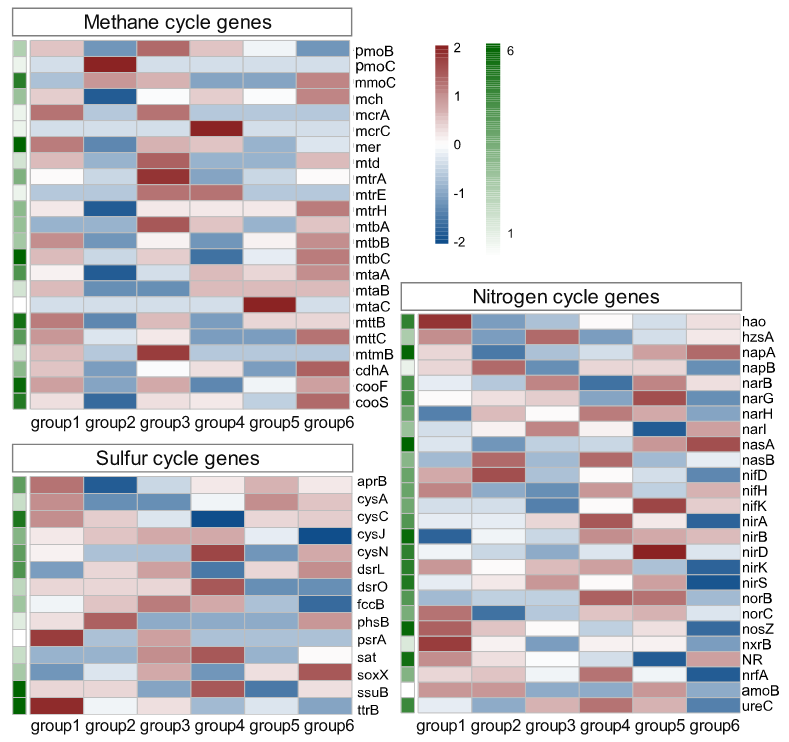 Methane cycle genes
pmoB
pmoC
mmoC
mch
mcrA
mcrC
mer
mtd
mtrA
mtrE
mtrH
mtbA
mtbB
mtbC
mtaA
mtaB
mtaC
mttB
mttC
mtmB
cdhA
cooF
cooS
group1 group2 group3 group4 group5 group6
2
1
0
-1
-2
6
1
Sulfur cycle genes
aprB
cysA
cysC
cysJ
cysN
dsrL
dsrO
fccB
phsB
psrA
sat
soxX
ssuB
ttrB
group1 group2 group3 group4 group5 group6
Nitrogen cycle genes
hao
hzsA
napA
napB
narB
narG
narH
narI
nasA
nasB
nifD
nifH
nifK
nirA
nirB
nirD
nirK
nirS
norB
norC
nosZ
nxrB
NR
nrfA
amoB
ureC
group1 group2 group3 group4 group5 group6